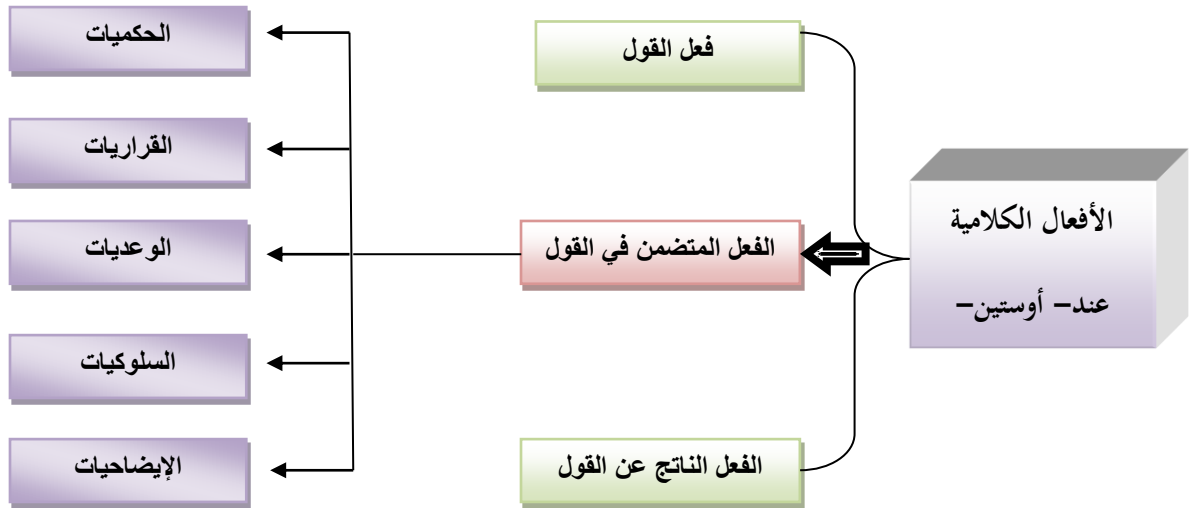 الأفعال الكلامية
عند– أوستين–
فعل القول
الفعل المتضمن في القول
الفعل الناتج عن القول
الحكميات
القراريات
الوعديات
السلوكيات
الإيضاحيات